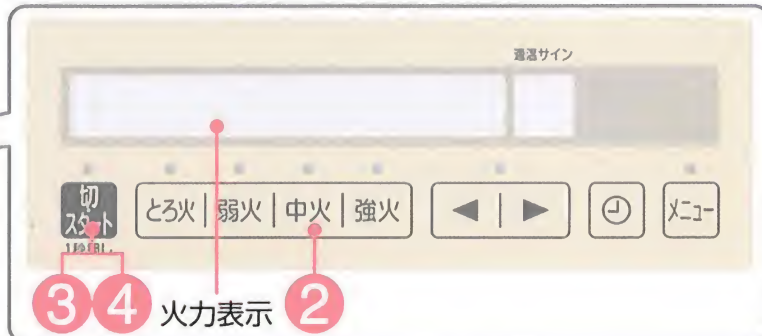 適温サイン
切
スタート
とろ火 弱火 中火 強火 ◀ ▶ メニュー
1秒押し
3 4 火力表示 2